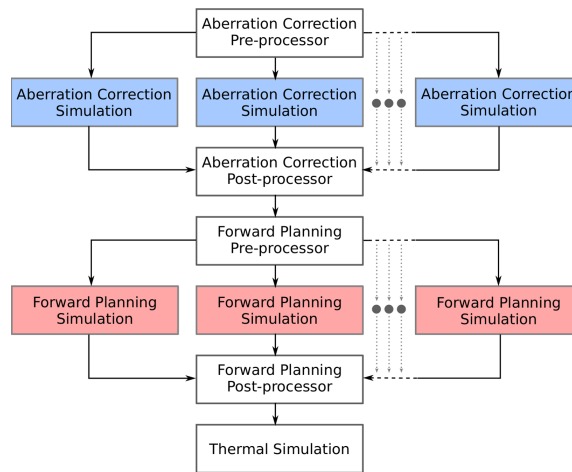 Aberration Correction
Pre-processor
Aberration Correction
Simulation
Aberration Correction
Simulation
Aberration Correction
Simulation
Aberration Correction
Post-processor
Forward Planning
Pre-processor
Forward Planning
Simulation
Forward Planning
Simulation
Forward Planning
Simulation
Forward Planning
Post-processor
Thermal Simulation